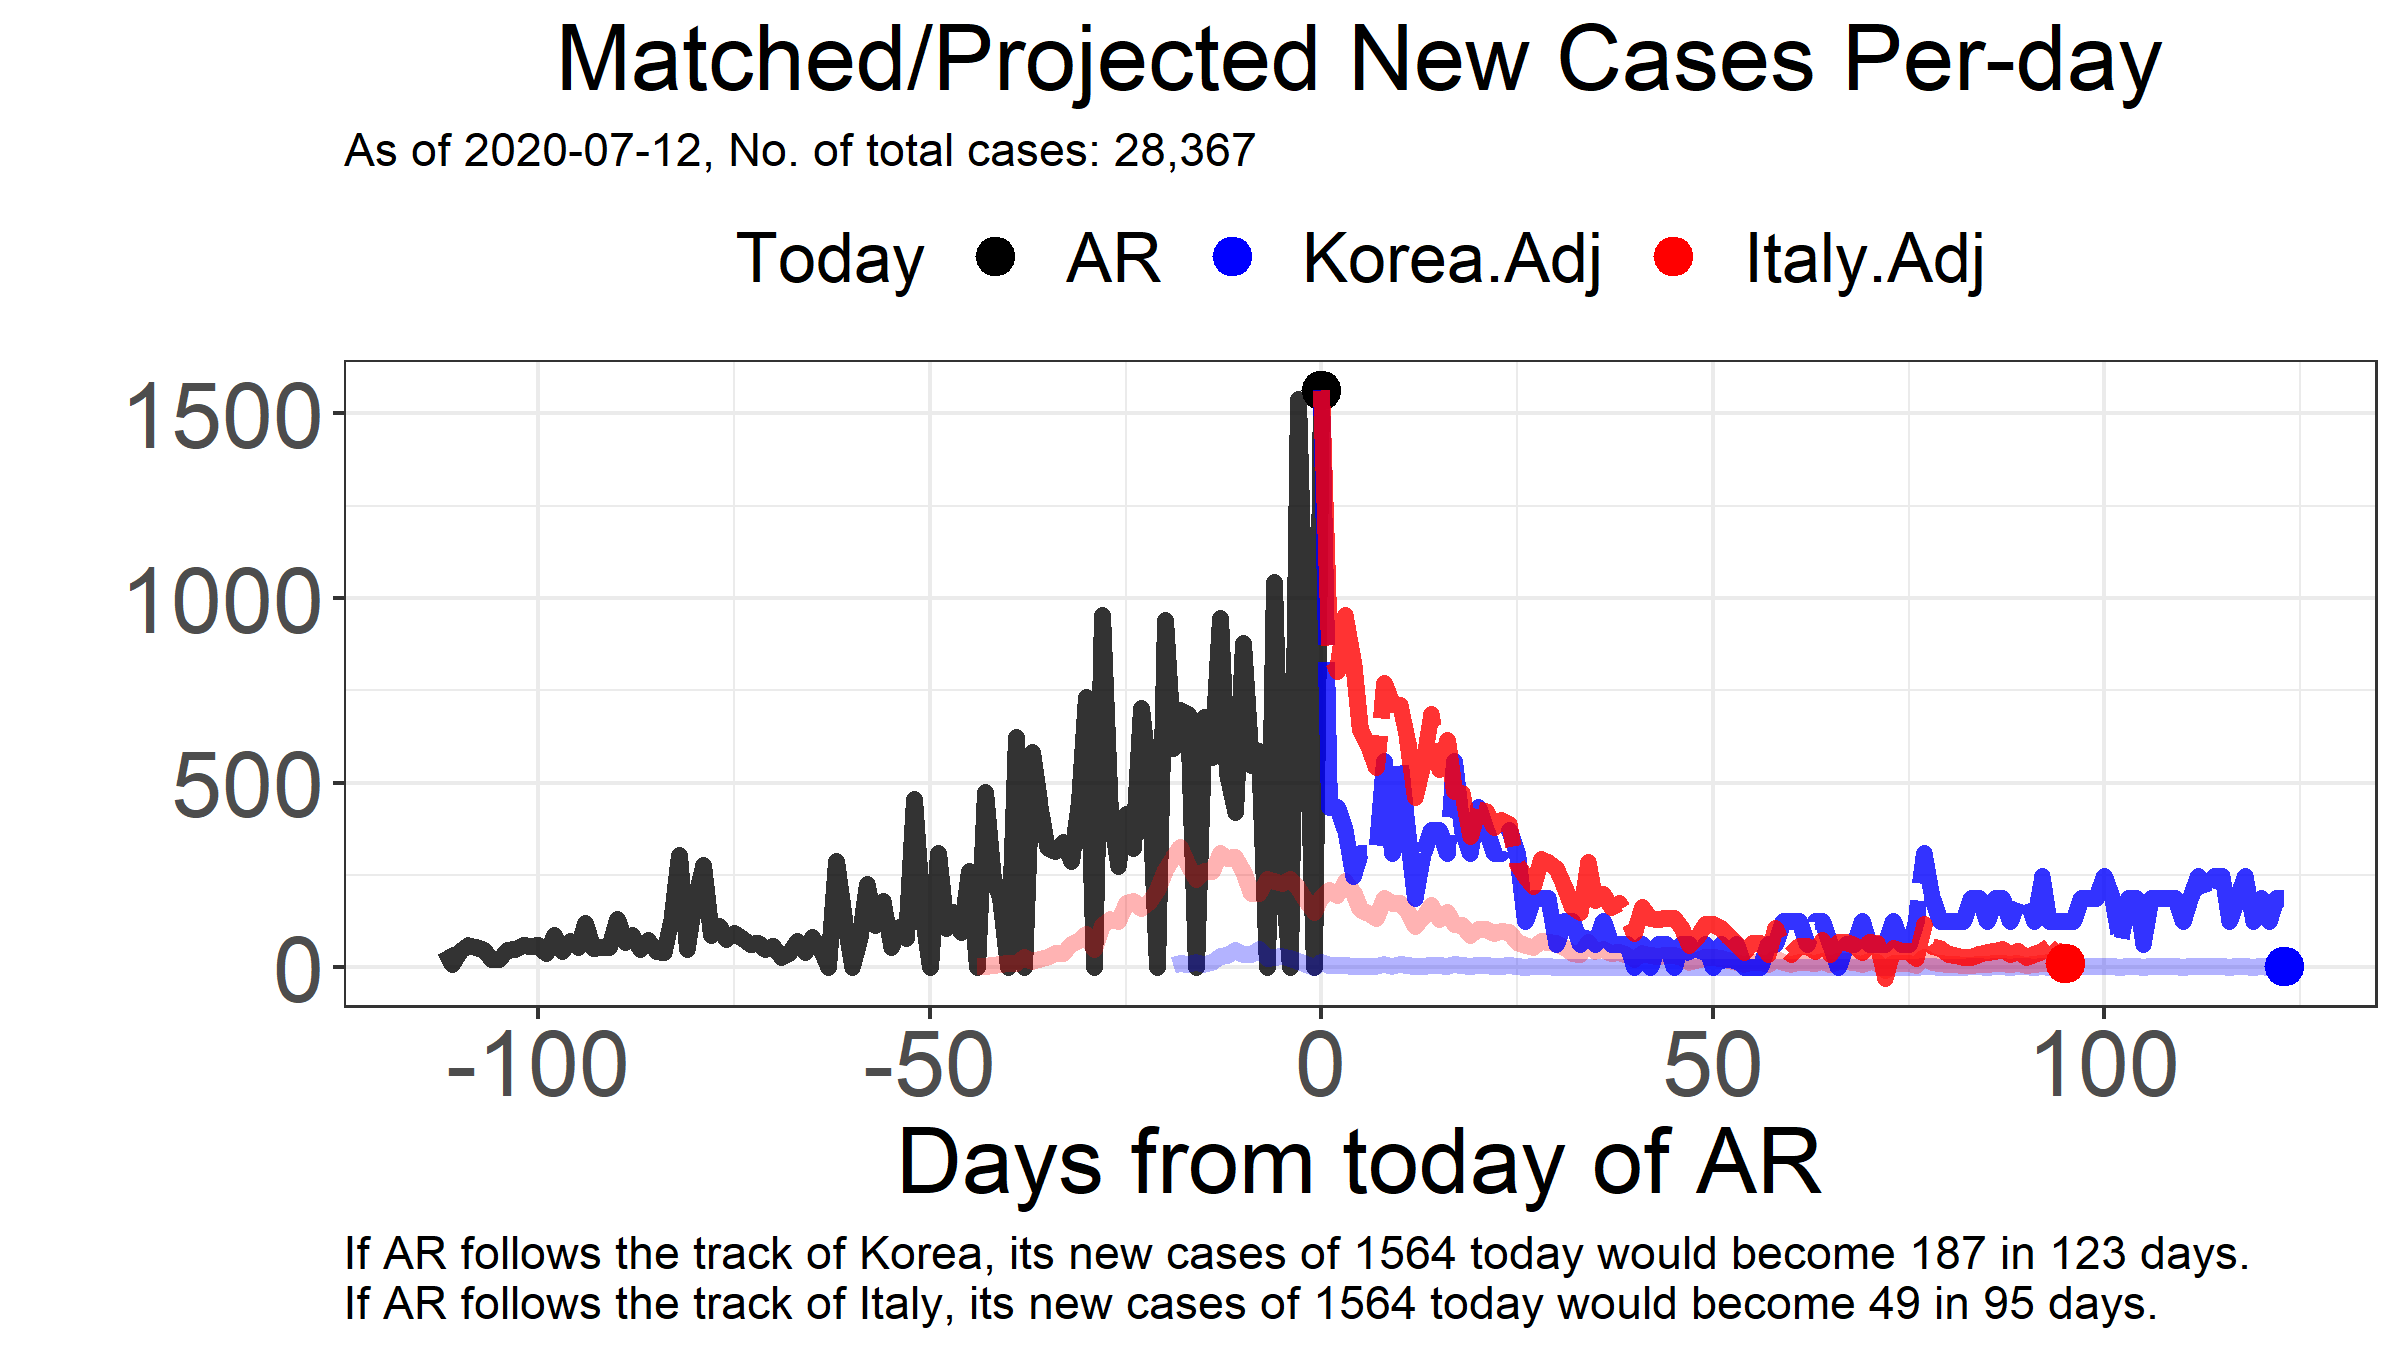 Matched/Projected New Cases Per-day
As of 2020-07-12, No. of total cases: 28,367
Today AR Korea.Adj Italy.Adj
1500
1000
500
0
-100 -50 0 50 100
Days from today of AR
If AR follows the track of Korea, its new cases of 1564 today would become 187 in 123 days.
If AR follows the track of Italy, its new cases of 1564 today would become 49 in 95 days.